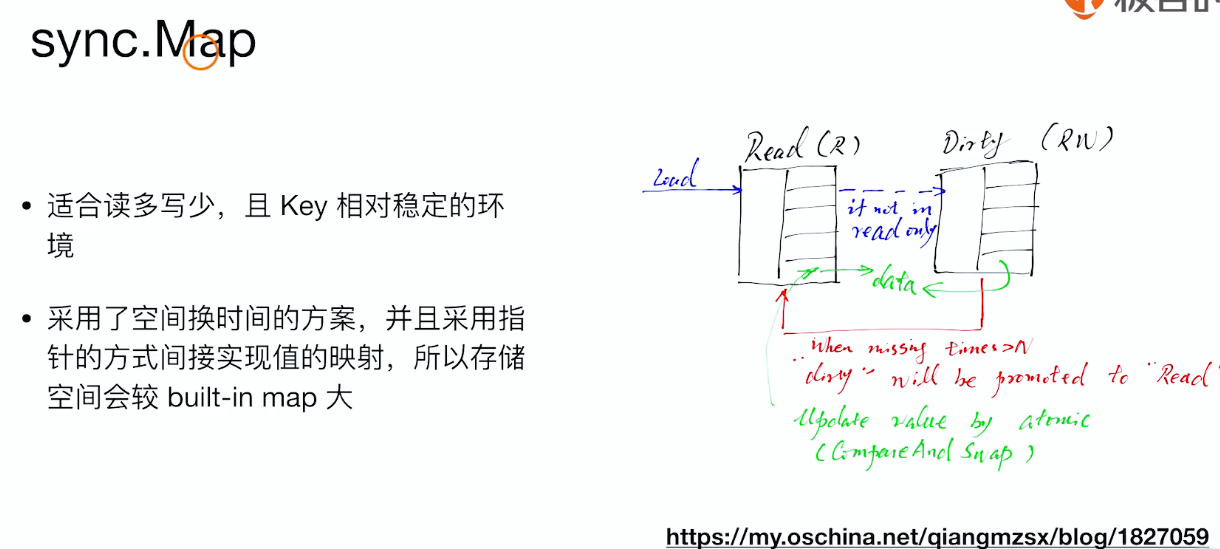 sync.Map
• 适合读多写少，且 Key 相对稳定的环
境
• 采用了空间换时间的方案，并且采用指
针的方式间接实现值的映射，所以存储
空间会较 built-in map 大
Read (R)
Dirty (RW)
Load
if not in
read only
data
"When missing times>N
dirty" will be promoted to "Read"
Update value by atomic
(CompareAndSwap)
https://my.oschina.net/qiangmzsx/blog/1827059